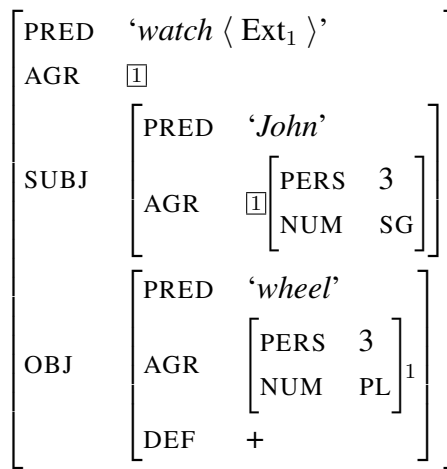 PRED ‘watch ⟨ Ext₁ ⟩’
AGR 1
PRED ‘John’
SUBJ AGR 1 PERS 3
NUM SG
PRED ‘wheel’
OBJ AGR PERS 3
NUM PL 1
DEF +